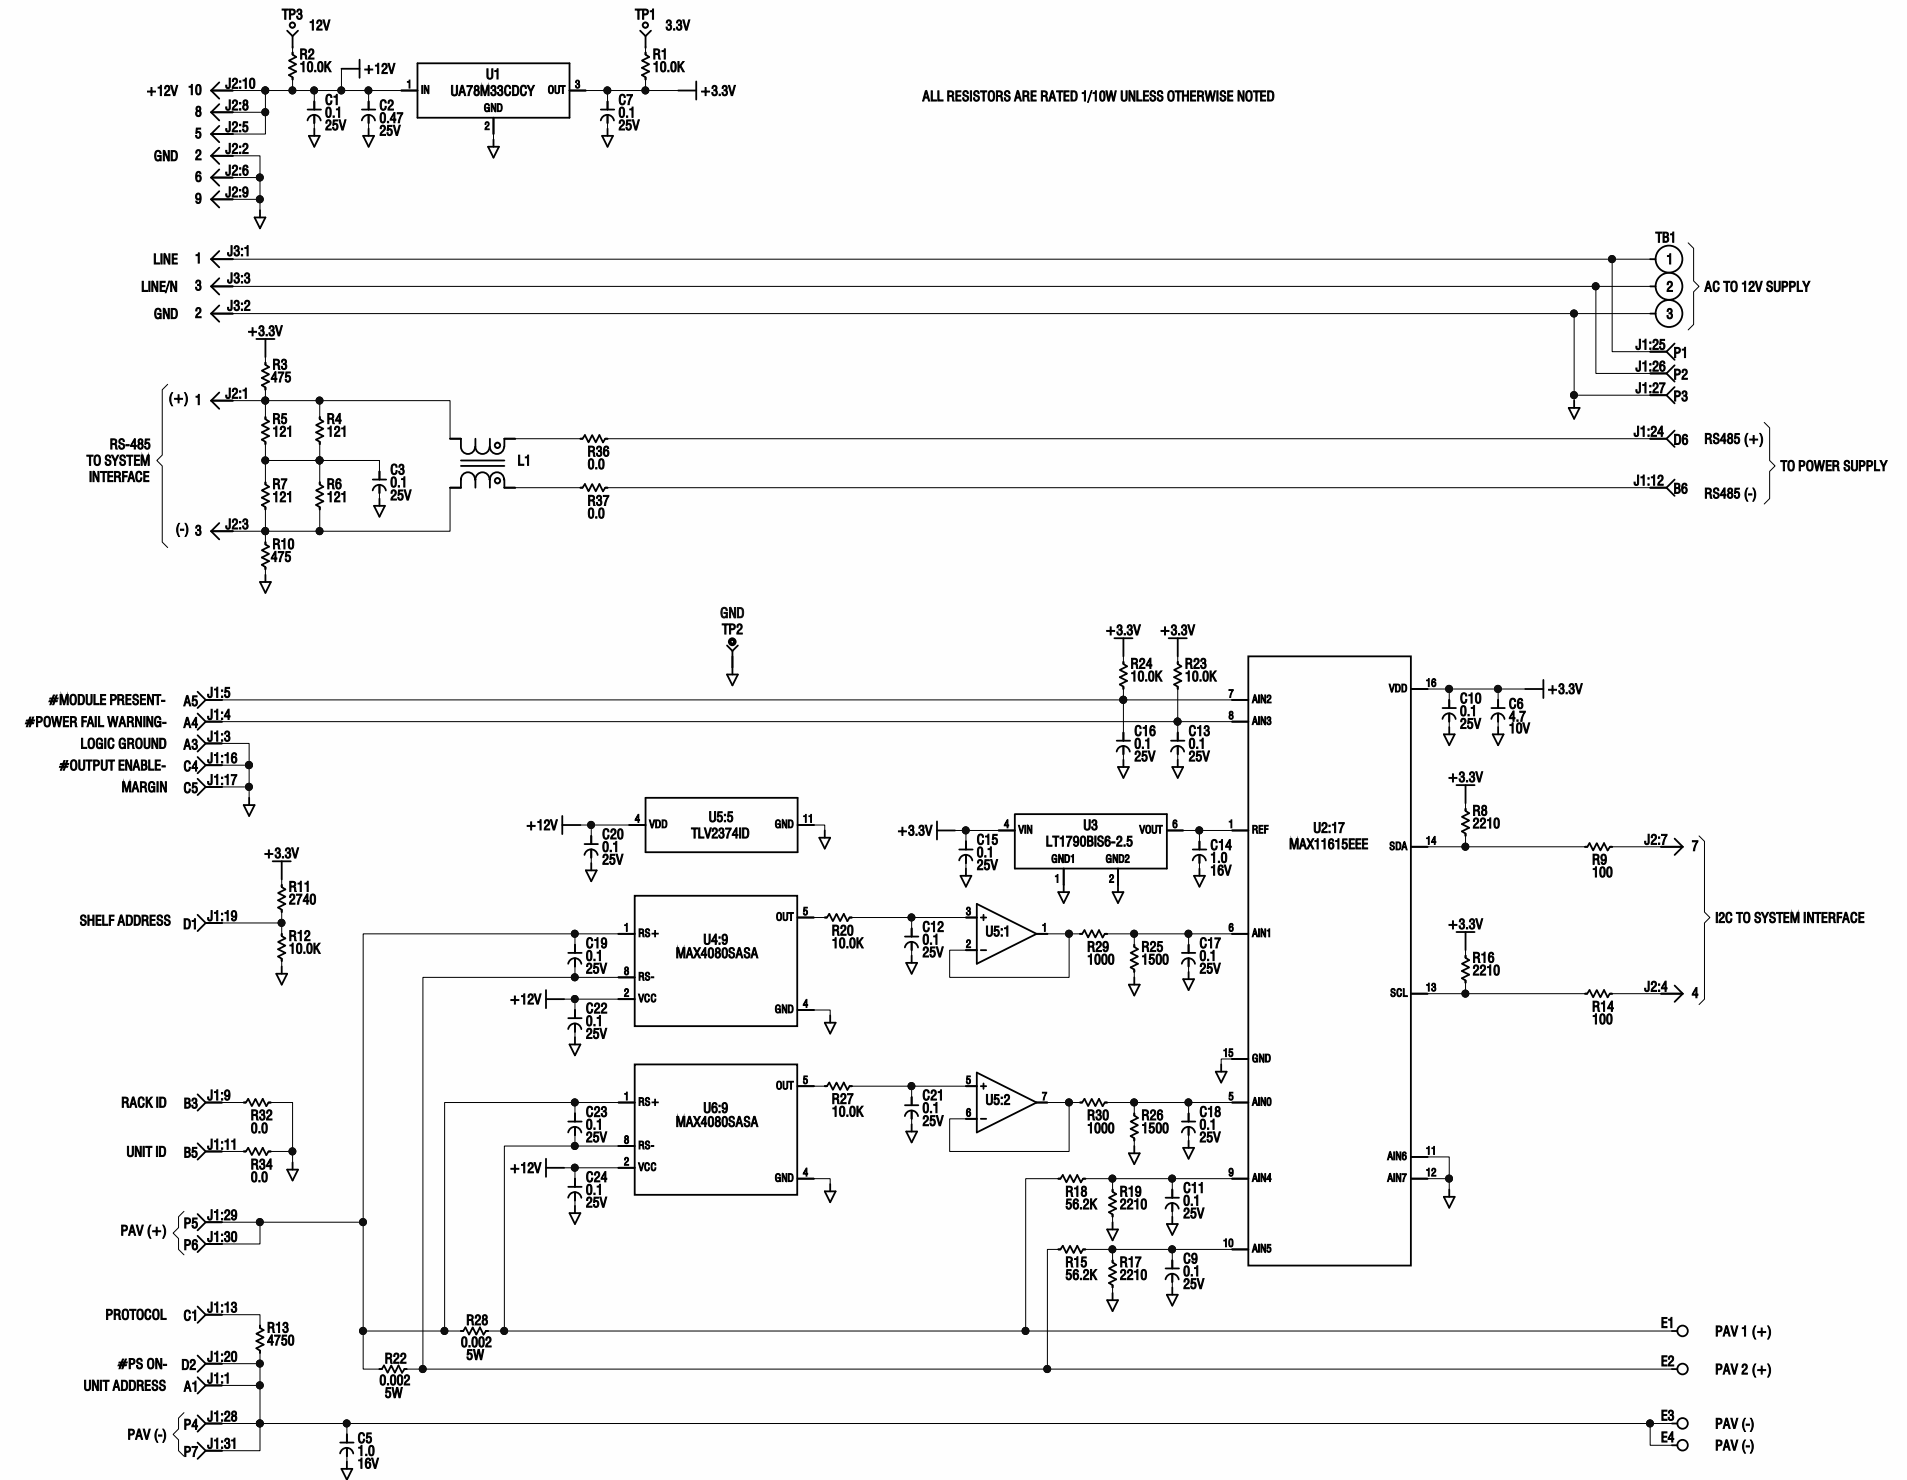 TP3
12V
R2
10.0K
+12V
+12V 10 J2:10
8 J2:8
5 J2:5
GND 2 J2:2
6 J2:6
9 J2:9
C1
0.1
25V
C2
0.47
25V
U1
UA78M33CDCY
1 IN
OUT 3
GND
2
TP1
3.3V
R1
10.0K
C7
0.1
25V
+3.3V
ALL RESISTORS ARE RATED 1/10W UNLESS OTHERWISE NOTED
LINE 1 J3:1
LINE/N 3 J3:3
GND 2 J3:2
TB1
1
2
3
AC TO 12V SUPPLY
J1:25 P1
J1:26 P2
J1:27 P3
+3.3V
R3
475
(+) 1 J2:1
R5
121
R4
121
RS-485
TO SYSTEM
INTERFACE
R7
121
R6
121
C3
0.1
25V
(-) 3 J2:3
R10
475
L1
R36
0.0
R37
0.0
J1:24 D6 RS485 (+)
J1:12 B6 RS485 (-)
TO POWER SUPPLY
GND
TP2
+3.3V
+3.3V
R24
10.0K
R23
10.0K
#MODULE PRESENT- A5 J1:5
#POWER FAIL WARNING- A4 J1:4
LOGIC GROUND A3 J1:3
#OUTPUT ENABLE- C4 J1:16
MARGIN C5 J1:17
C16
0.1
25V
C13
0.1
25V
7 AIN2
8 AIN3
VDD 16
C10
0.1
25V
C6
4.7
10V
+3.3V
+12V
C20
0.1
25V
4 VDD
U5:5
TLV2374ID
GND 11
+3.3V
C15
0.1
25V
4 VIN
U3
LT1790BIS6-2.5
VOUT 6
GND1
GND2
1
2
C14
1.0
16V
1 REF
U2:17
MAX11615EEE
+3.3V
R8
2210
SDA 14
R9
100
J2:7 7
+3.3V
R16
2210
SCL 13
R14
100
J2:4 4
I2C TO SYSTEM INTERFACE
+3.3V
R11
2740
SHELF ADDRESS D1 J1:19
R12
10.0K
C19
0.1
25V
1 RS+
8 RS-
2 VCC
+12V
C22
0.1
25V
U4:9
MAX4080SASA
OUT 5
GND 4
R20
10.0K
C12
0.1
25V
3 +
2 -
U5:1
1
R29
1000
R25
1500
C17
0.1
25V
6 AIN1
15 GND
RACK ID B3 J1:9
R32
0.0
UNIT ID B5 J1:11
R34
0.0
C23
0.1
25V
1 RS+
8 RS-
2 VCC
+12V
C24
0.1
25V
U6:9
MAX4080SASA
OUT 5
GND 4
R27
10.0K
C21
0.1
25V
5 +
6 -
U5:2
7
R30
1000
R26
1500
C18
0.1
25V
5 AIN0
AIN6 11
AIN7 12
R18
56.2K
R19
2210
C11
0.1
25V
9 AIN4
R15
56.2K
R17
2210
C9
0.1
25V
10 AIN5
PAV (+)
P5 J1:29
P6 J1:30
PROTOCOL C1 J1:13
R13
4750
#PS ON- D2 J1:20
UNIT ADDRESS A1 J1:1
PAV (-)
P4 J1:28
P7 J1:31
C5
1.0
16V
R28
0.002
5W
R22
0.002
5W
E1 PAV 1 (+)
E2 PAV 2 (+)
E3 PAV (-)
E4 PAV (-)